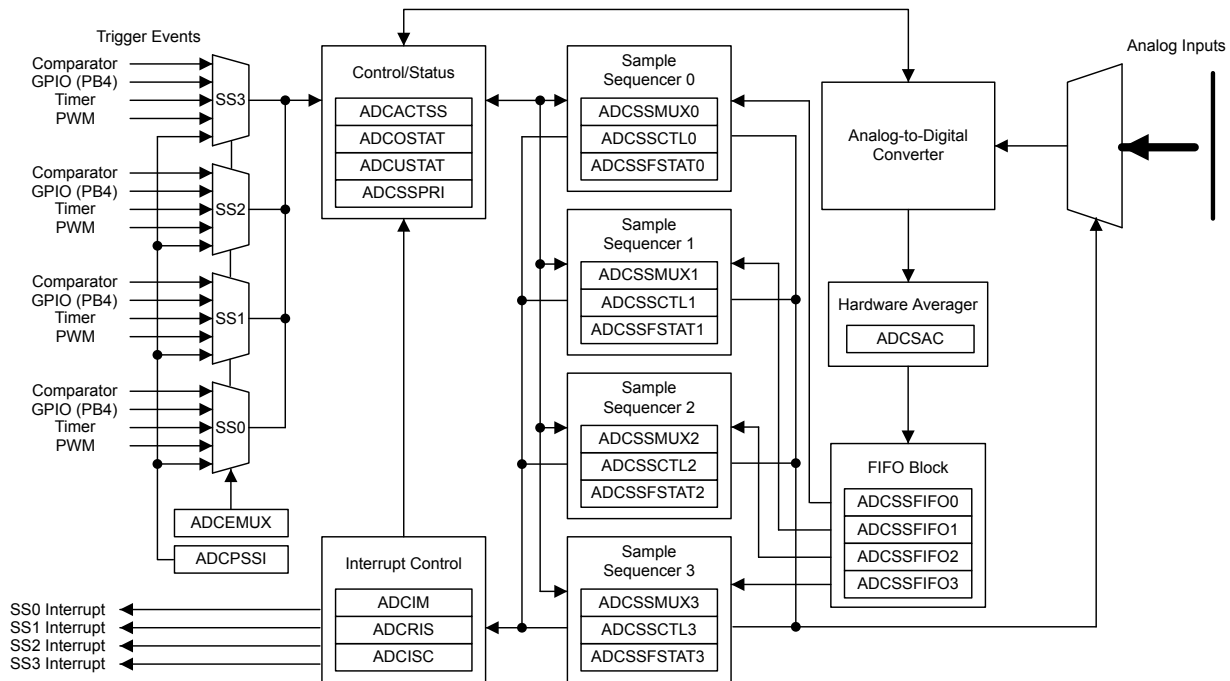 Trigger Events
Comparator
GPIO (PB4)
Timer
PWM
SS3
Comparator
GPIO (PB4)
Timer
PWM
SS2
Comparator
GPIO (PB4)
Timer
PWM
SS1
Comparator
GPIO (PB4)
Timer
PWM
SS0
ADCEMUX
ADCPSSI
SS0 Interrupt
SS1 Interrupt
SS2 Interrupt
SS3 Interrupt
Control/Status
ADCACTSS
ADCOSTAT
ADCUSTAT
ADCSSPRI
Interrupt Control
ADCIM
ADCRIS
ADCISC
Sample
Sequencer 0
ADCSSMUX0
ADCSSCTL0
ADCSSFSTAT0
Sample
Sequencer 1
ADCSSMUX1
ADCSSCTL1
ADCSSFSTAT1
Sample
Sequencer 2
ADCSSMUX2
ADCSSCTL2
ADCSSFSTAT2
Sample
Sequencer 3
ADCSSMUX3
ADCSSCTL3
ADCSSFSTAT3
Analog-to-Digital
Converter
Hardware Averager
ADCSAC
FIFO Block
ADCSSFIFO0
ADCSSFIFO1
ADCSSFIFO2
ADCSSFIFO3
Analog Inputs